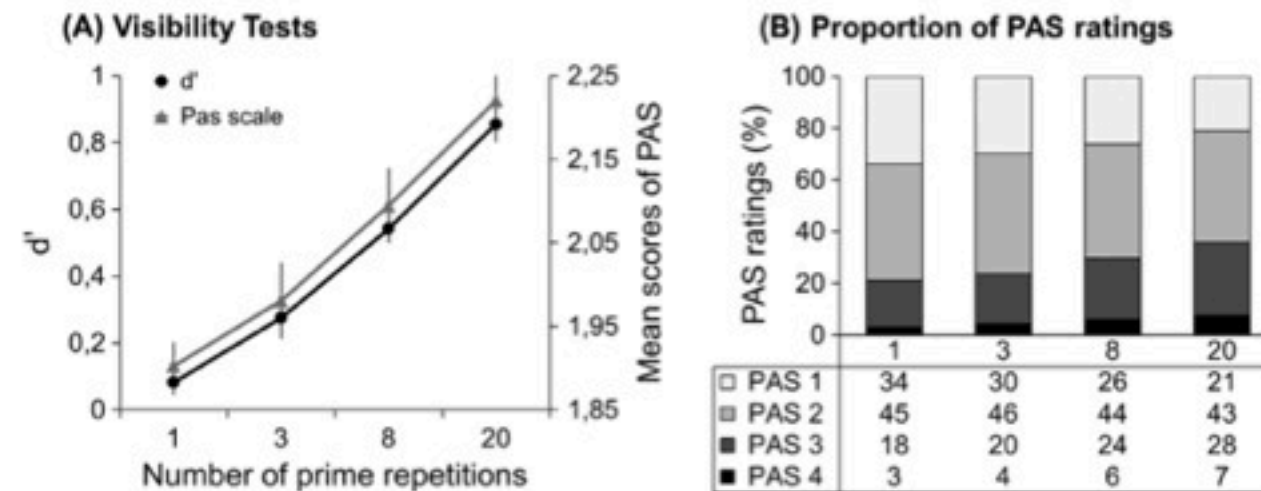 (A) Visibility Tests
1
0,8
0,6
0,4
0,2
0
d'
d'
Pas scale
2,25
2,15
2,05
1,95
1,85
Mean scores of PAS
1 3 8 20
Number of prime repetitions
(B) Proportion of PAS ratings
100
80
60
40
20
0
PAS ratings (%)
1 3 8 20
PAS 1 34 30 26 21
PAS 2 45 46 44 43
PAS 3 18 20 24 28
PAS 4 3 4 6 7